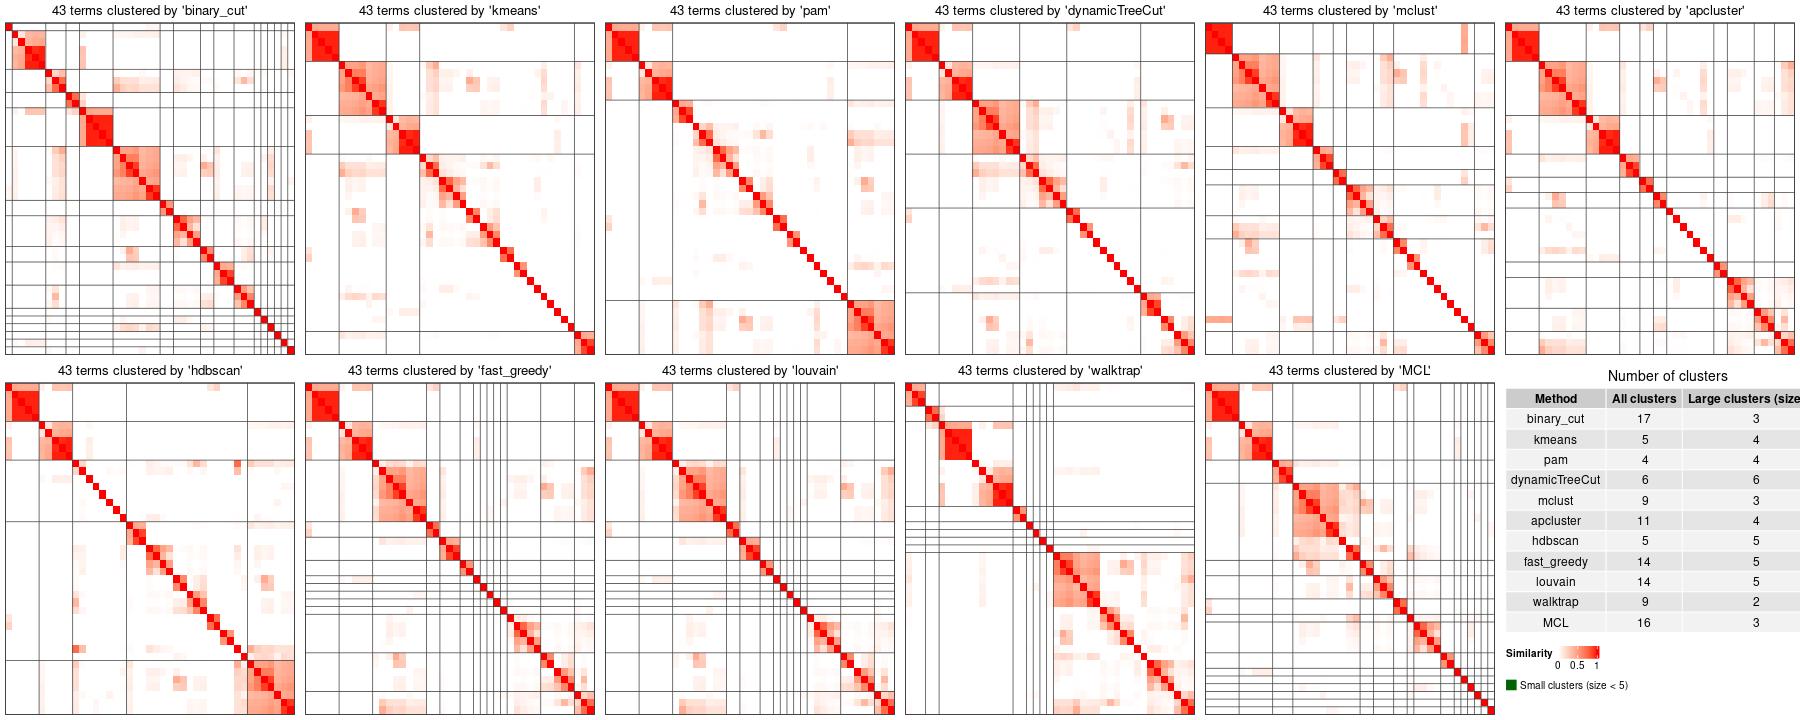 43 terms clustered by 'binary_cut'
43 terms clustered by 'kmeans'
43 terms clustered by 'pam'
43 terms clustered by 'dynamicTreeCut'
43 terms clustered by 'mclust'
43 terms clustered by 'apcluster'
43 terms clustered by 'hdbscan'
43 terms clustered by 'fast_greedy'
43 terms clustered by 'louvain'
43 terms clustered by 'walktrap'
43 terms clustered by 'MCL'
Number of clusters
Method All clusters Large clusters (size
binary_cut 17 3
kmeans 5 4
pam 4 4
dynamicTreeCut 6 6
mclust 9 3
apcluster 11 4
hdbscan 5 5
fast_greedy 14 5
louvain 14 5
walktrap 9 2
MCL 16 3
Similarity
0 0.5 1
Small clusters (size < 5)